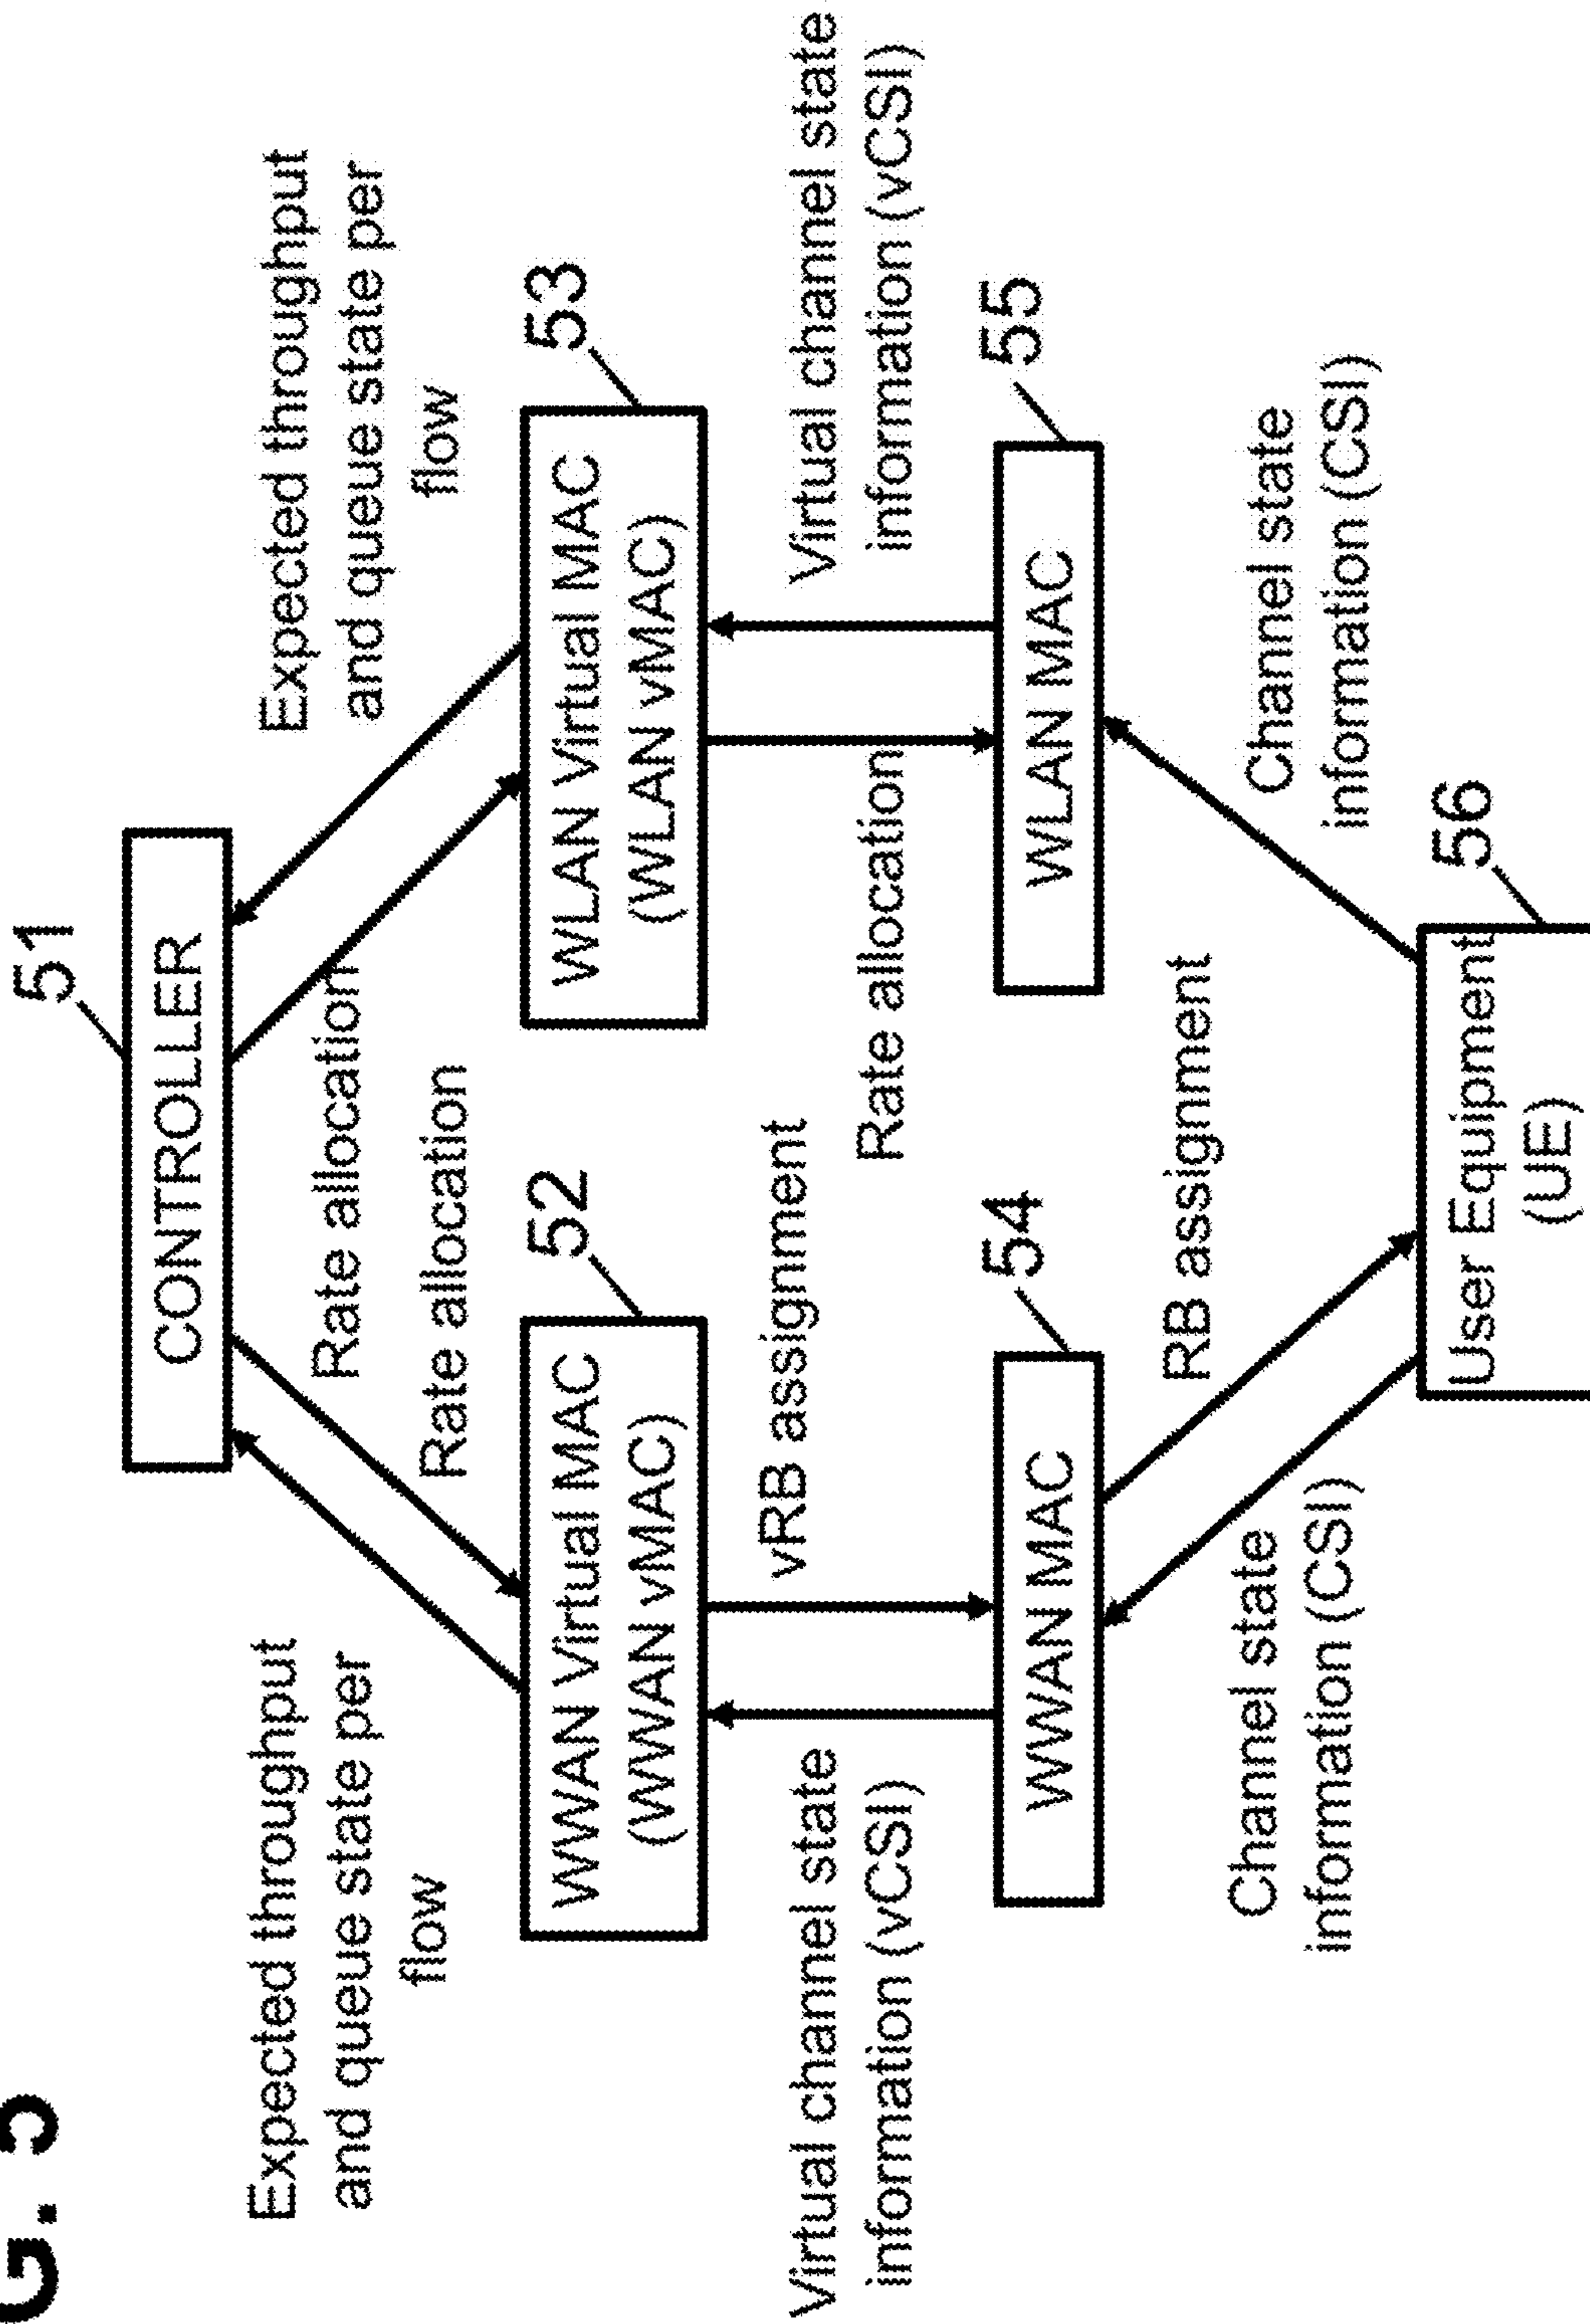 G. 5
51
CONTROLLER
Expected throughput
and queue state per
flow
Rate allocation
Rate allocation
Expected throughput
and queue state per
flow
52
WWAN Virtual MAC
(WWAN vMAC)
53
WLAN Virtual MAC
(WLAN vMAC)
Virtual channel state
information (vCSI)
vRB assignment
Rate allocation
Virtual channel state
information (vCSI)
54
WWAN MAC
55
WLAN MAC
Channel state
information (CSI)
RB assignment
Channel state
information (CSI)
56
User Equipment
(UE)